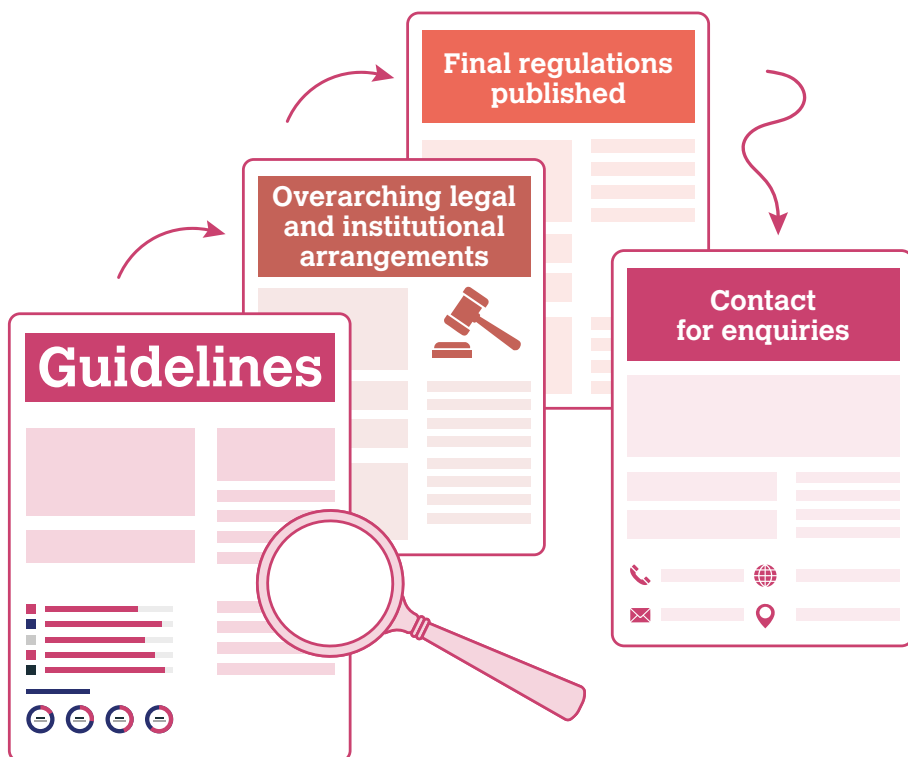 Guidelines
Overarching legal
and institutional
arrangements
Final regulations
published
Contact
for enquiries